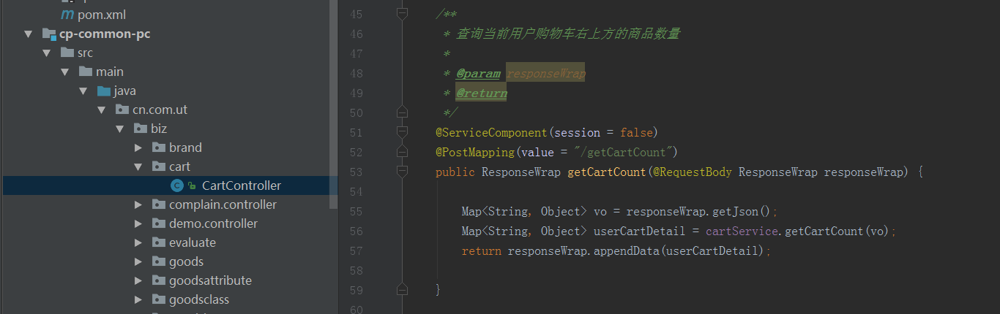 pom.xml
cp-common-pc
src
main
java
cn.com.ut
biz
brand
cart
CartController
complain.controller
demo.controller
evaluate
goods
goodsattribute
goodsclass
45 /**
46 * 查询当前用户购物车右上方的商品数量
47 *
48 * @param responseWrap
49 * @return
50 */
51 @ServiceComponent(session = false)
52 @PostMapping(value = "/getCartCount")
53 public ResponseWrap getCartCount(@RequestBody ResponseWrap responseWrap) {
54
55 Map<String, Object> vo = responseWrap.getJson();
56 Map<String, Object> userCartDetail = cartService.getCartCount(vo);
57 return responseWrap.appendData(userCartDetail);
58
59 }
60